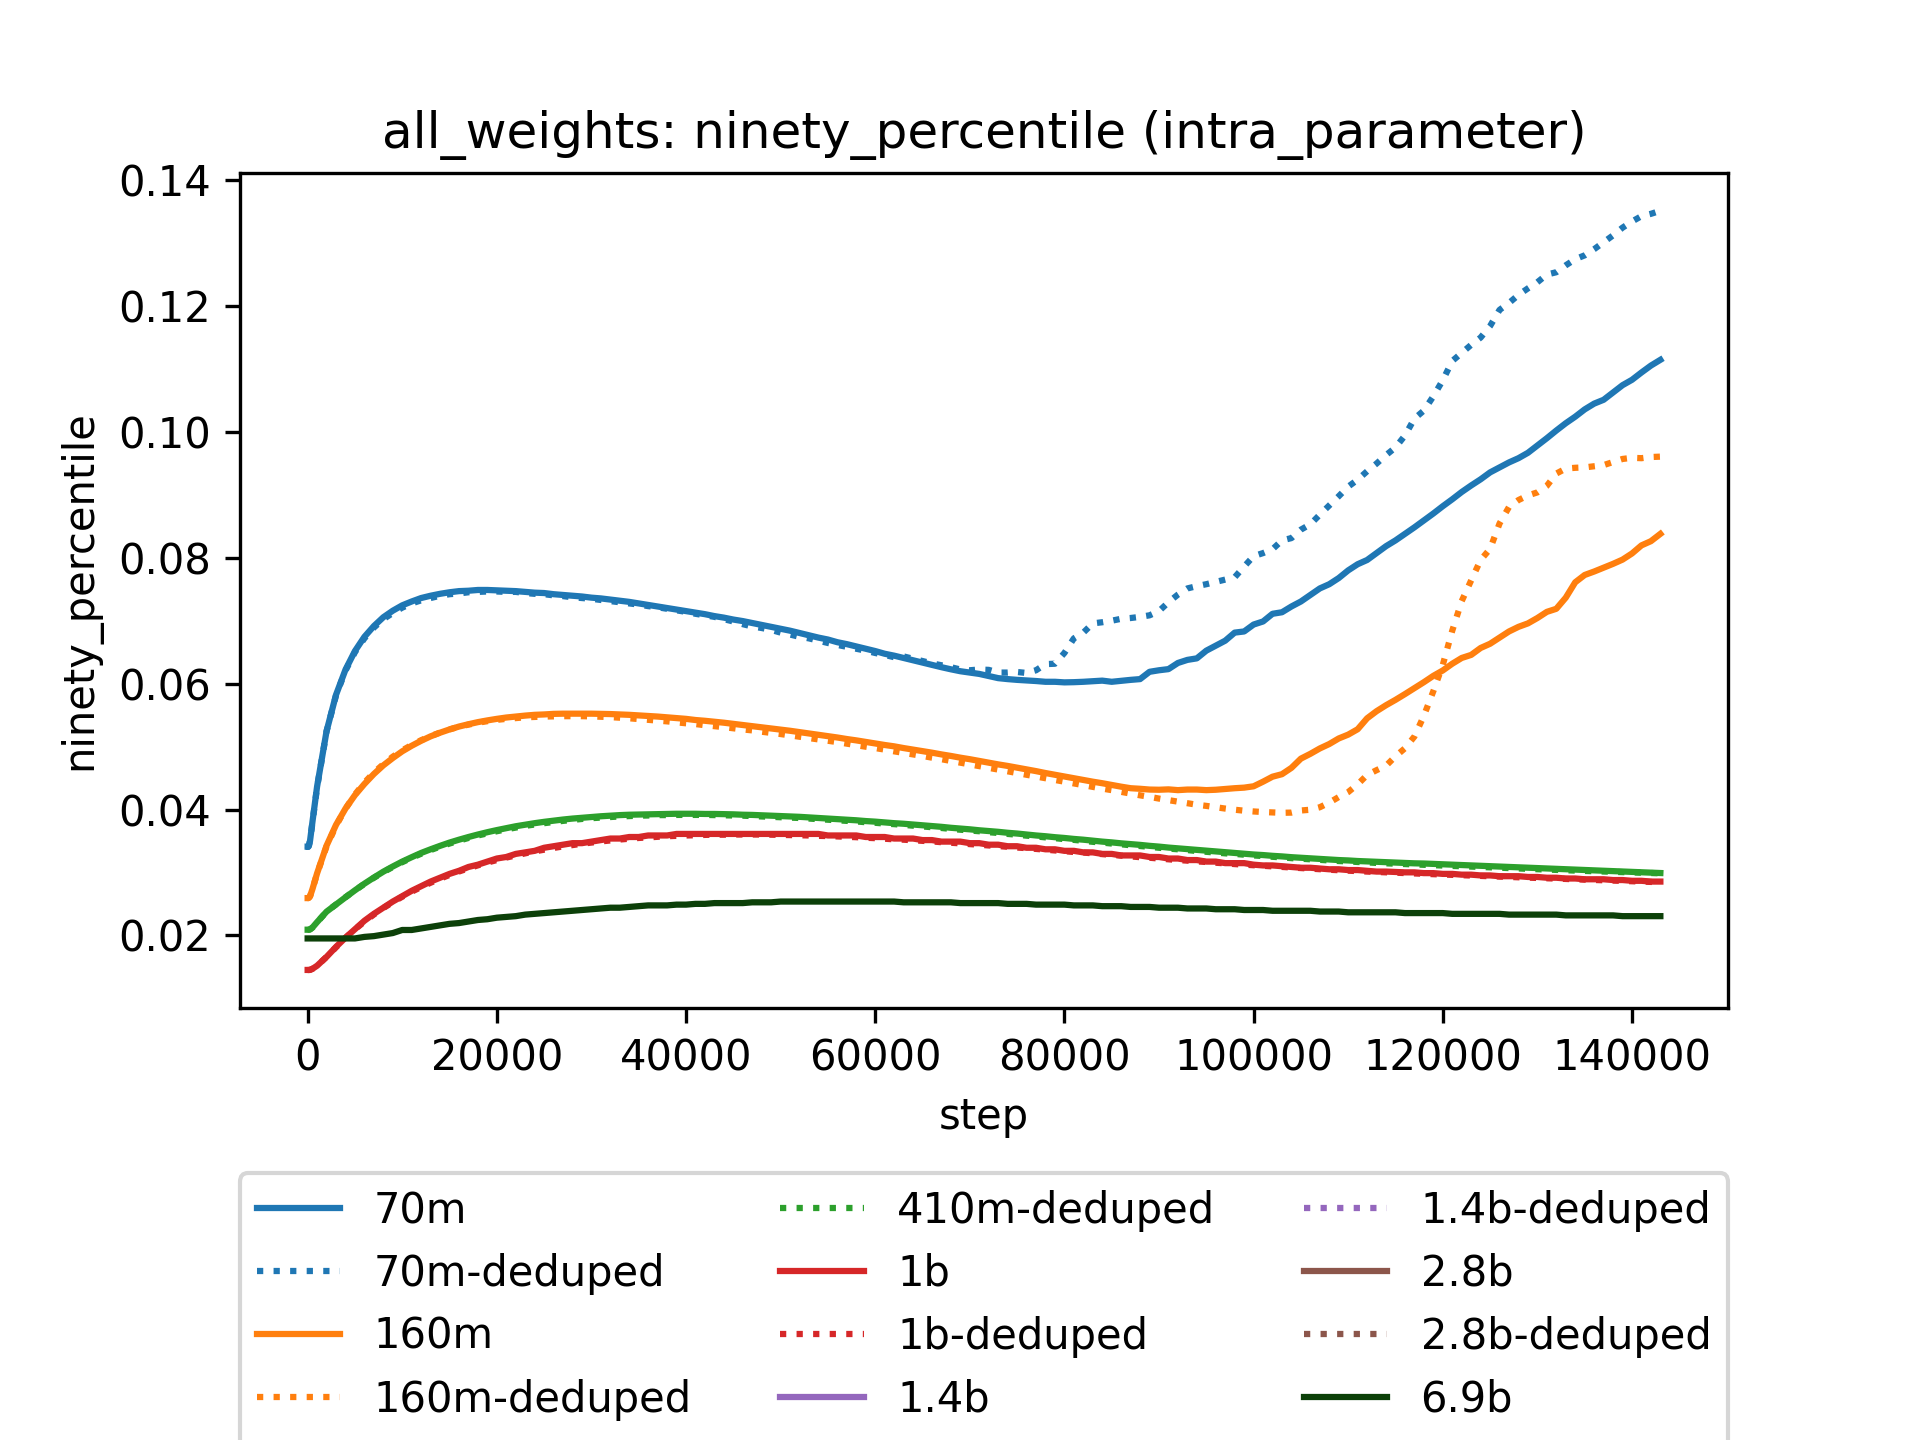 all_weights: ninety_percentile (intra_parameter)
0.14
0.12
0.10
0.08
0.06
0.04
0.02
ninety_percentile
0 20000 40000 60000 80000 100000 120000 140000
step
70m 410m-deduped 1.4b-deduped
70m-deduped 1b 2.8b
160m 1b-deduped 2.8b-deduped
160m-deduped 1.4b 6.9b